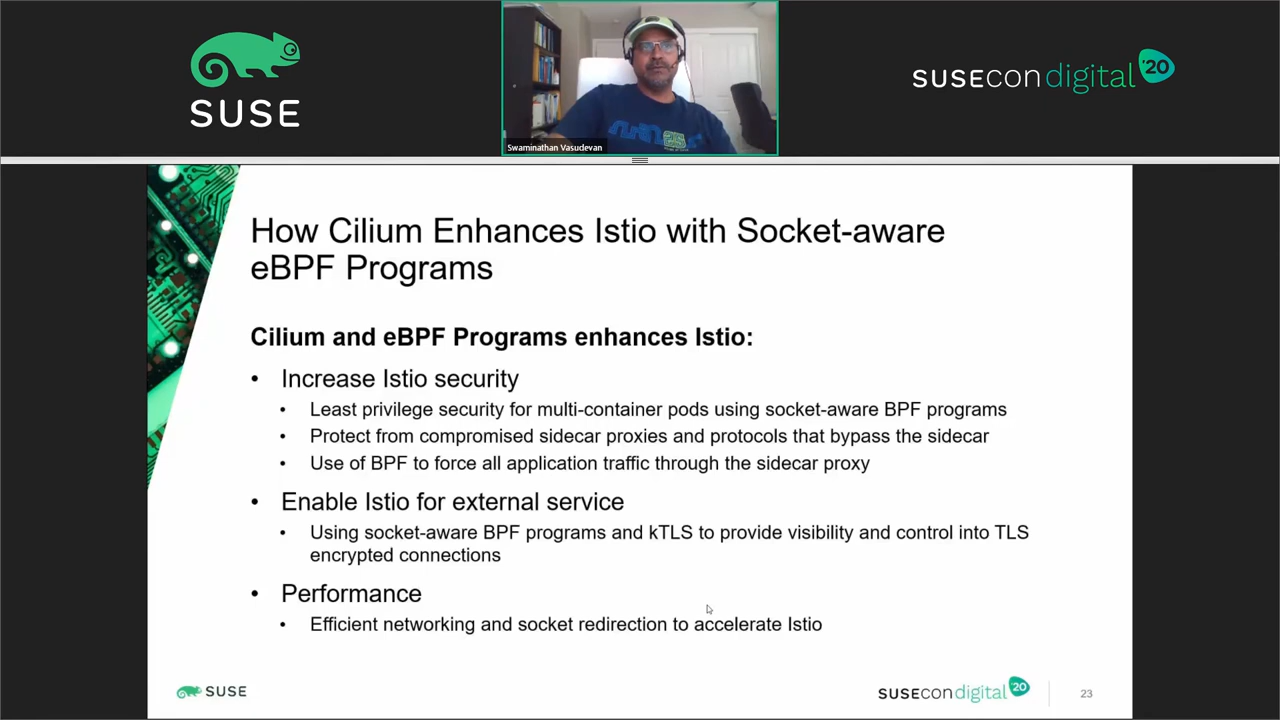 SUSE
SUSECON digital '20
Swaminathan Vasudevan
How Cilium Enhances Istio with Socket-aware
eBPF Programs
Cilium and eBPF Programs enhances Istio:
• Increase Istio security
• Least privilege security for multi-container pods using socket-aware BPF programs
• Protect from compromised sidecar proxies and protocols that bypass the sidecar
• Use of BPF to force all application traffic through the sidecar proxy
• Enable Istio for external service
• Using socket-aware BPF programs and kTLS to provide visibility and control into TLS
encrypted connections
• Performance
• Efficient networking and socket redirection to accelerate Istio
SUSE
SUSECON digital '20
23